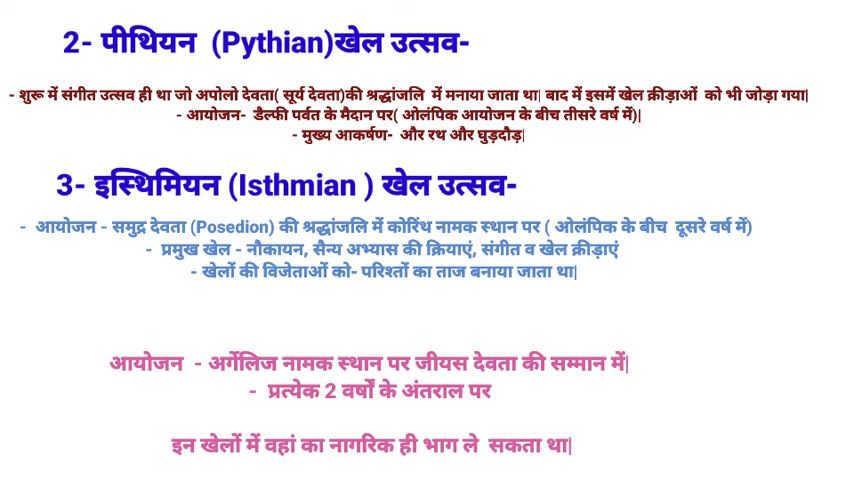 2- पीथियन (Pythian)खेल उत्सव-
- शुरू में संगीत उत्सव ही था जो अपोलो देवता( सूर्य देवता)की श्रद्धांजलि में मनाया जाता था| बाद में इसमें खेल क्रीड़ाओं को भी जोड़ा गया|
- आयोजन- डैल्फी पर्वत के मैदान पर( ओलंपिक आयोजन के बीच तीसरे वर्ष में)|
- मुख्य आकर्षण- और रथ और घुड़दौड़|
3- इस्थिमियन (Isthmian ) खेल उत्सव-
- आयोजन - समुद्र देवता (Posedion) की श्रद्धांजलि में कोरिंथ नामक स्थान पर ( ओलंपिक के बीच दूसरे वर्ष में)
- प्रमुख खेल - नौकायन, सैन्य अभ्यास की क्रियाएं, संगीत व खेल क्रीड़ाएं
- खेलों की विजेताओं को- परिश्तों का ताज बनाया जाता था|
आयोजन - अर्गेलिज नामक स्थान पर जीयस देवता की सम्मान में|
- प्रत्येक 2 वर्षों के अंतराल पर
इन खेलों में वहां का नागरिक ही भाग ले सकता था|